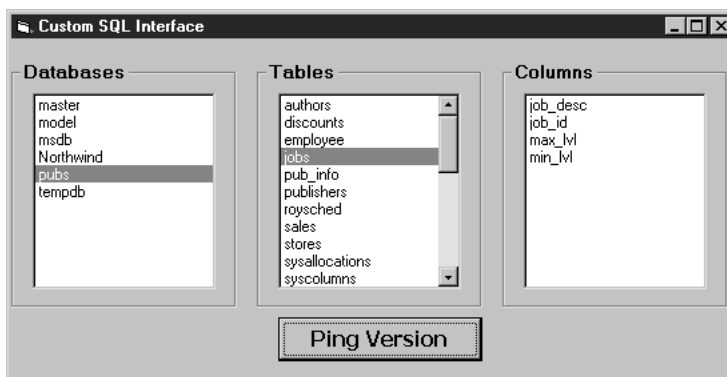 Custom SQL Interface
Databases
master
model
msdb
Northwind
pubs
tempdb
Tables
authors
discounts
employee
jobs
pub_info
publishers
roysched
sales
stores
sysallocations
syscolumns
Columns
job_desc
job_id
max_lvl
min_lvl
Ping Version